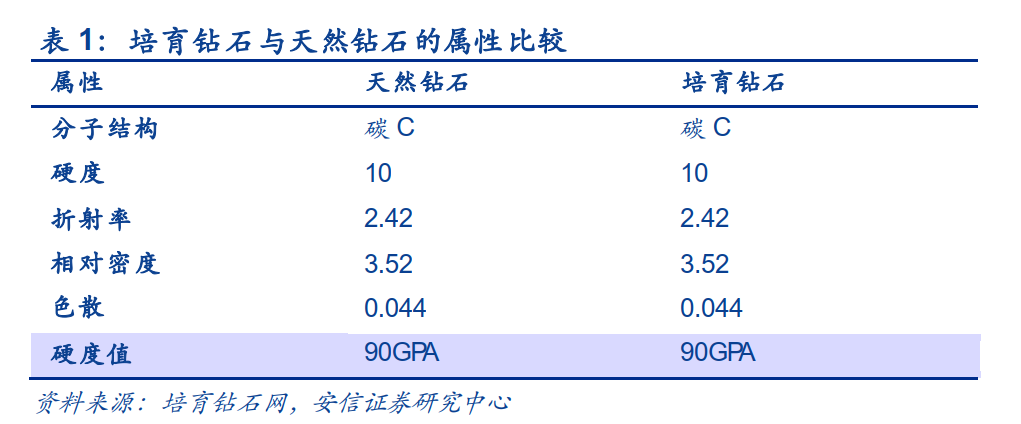 表 1：培育钻石与天然钻石的属性比较
属性 天然钻石 培育钻石
分子结构 碳 C 碳 C
硬度 10 10
折射率 2.42 2.42
相对密度 3.52 3.52
色散 0.044 0.044
硬度值 90GPA 90GPA
资料来源：培育钻石网，安信证券研究中心